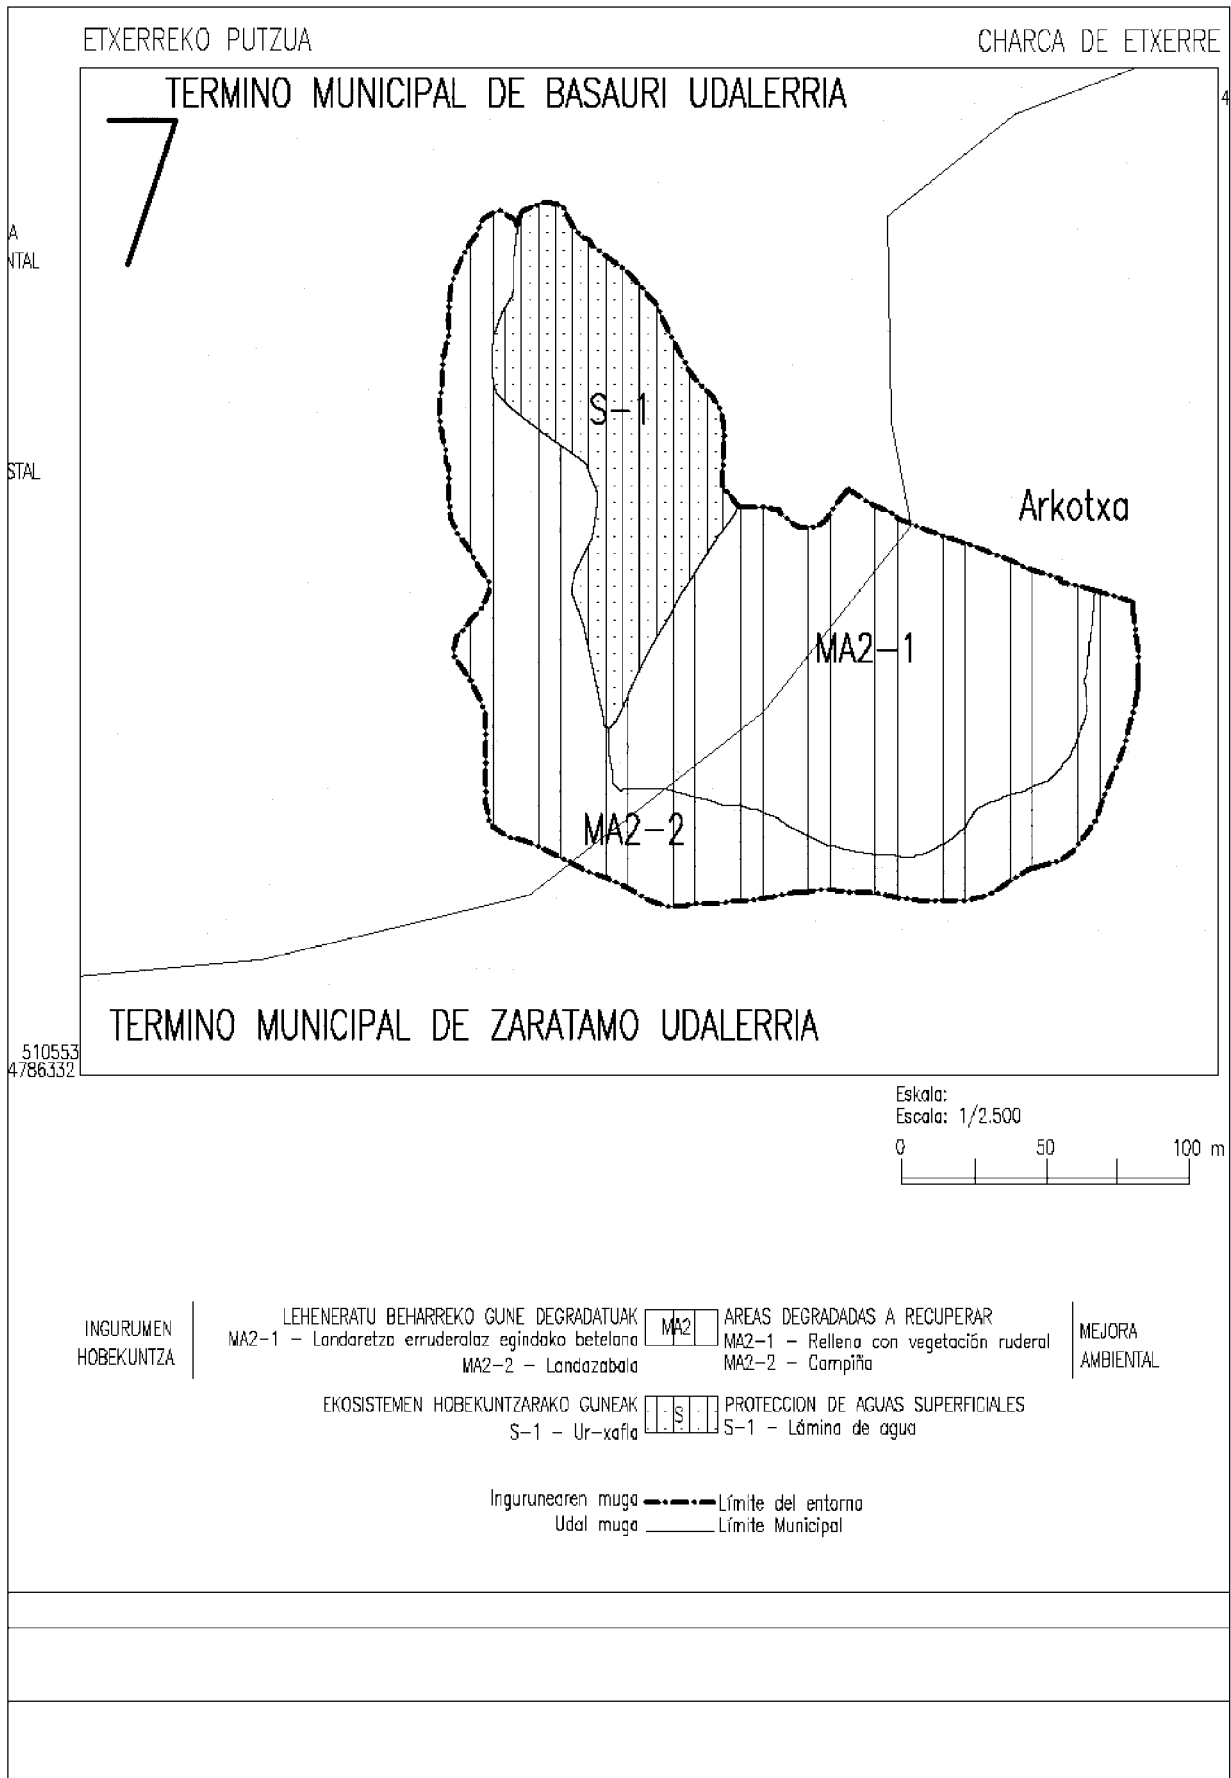 ETXERREKO PUTZUA
CHARCA DE ETXERRE
TERMINO MUNICIPAL DE BASAURI UDALERRIA
4
7
A
NTAL
S-1
STAL
Arkotxa
MA2-1
MA2-2
TERMINO MUNICIPAL DE ZARATAMO UDALERRIA
510553
4786332
Eskala:
Escala: 1/2.500
0 50 100 m
INGURUMEN
HOBEKUNTZA
LEHENERATU BEHARREKO GUNE DEGRADATUAK
MA2-1 - Landaretza erruderalaz egindako betelana
MA2-2 - Landazabala
MA2
AREAS DEGRADADAS A RECUPERAR
MA2-1 - Relleno con vegetación ruderal
MA2-2 - Campiña
MEJORA
AMBIENTAL
EKOSISTEMEN HOBEKUNTZARAKO GUNEAK
S-1 - Ur-xafla
S
PROTECCION DE AGUAS SUPERFICIALES
S-1 - Lámina de agua
Ingurunearen muga
Límite del entorno
Udal muga
Límite Municipal